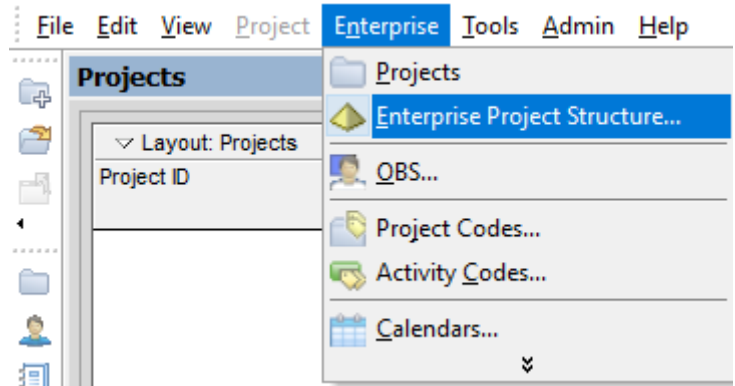 File Edit View Project Enterprise Tools Admin Help
Projects
Layout: Projects
Project ID
Projects
Enterprise Project Structure...
OBS...
Project Codes...
Activity Codes...
Calendars...